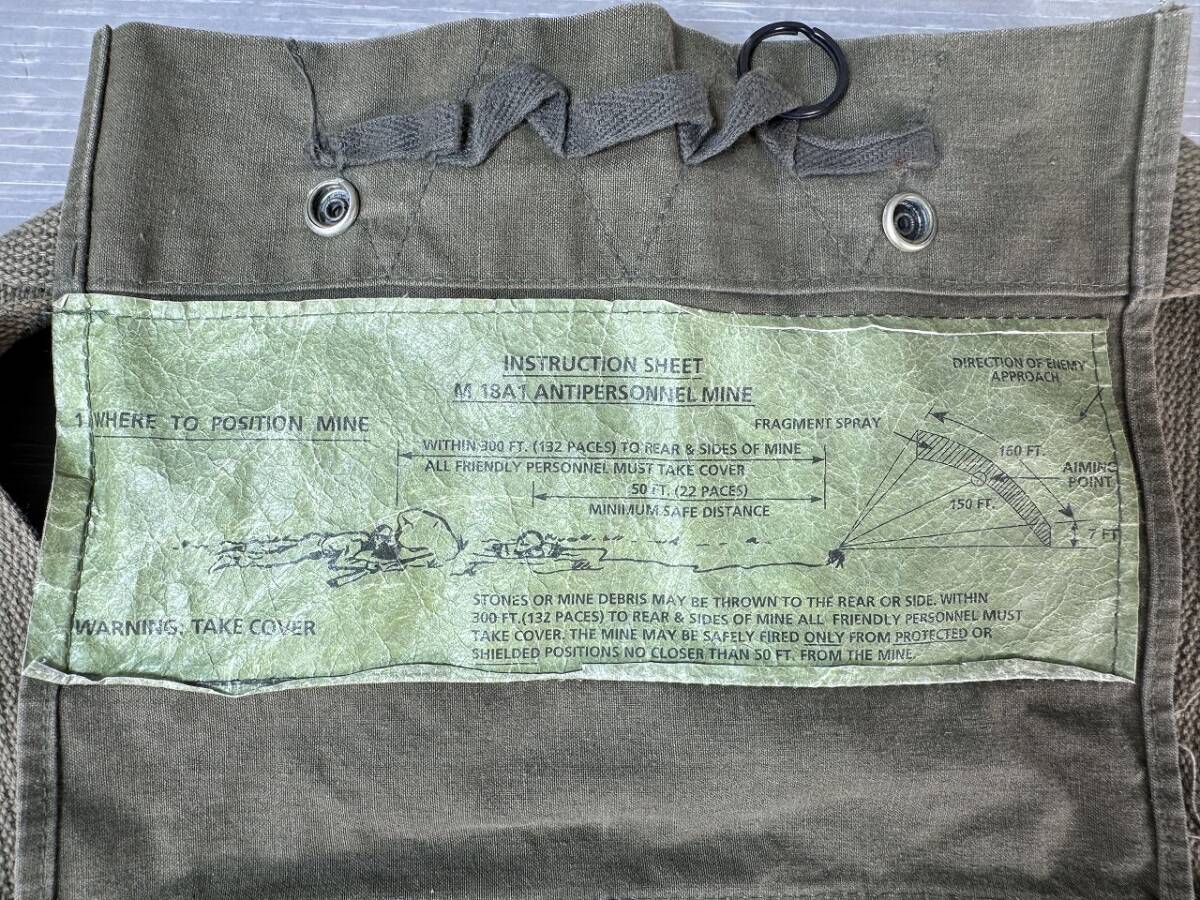 INSTRUCTION SHEET
M 18A1 ANTIPERSONNEL MINE
DIRECTION OF ENEMY
APPROACH
1 WHERE TO POSITION MINE
FRAGMENT SPRAY
WITHIN 300 FT. (132 PACES) TO REAR & SIDES OF MINE
ALL FRIENDLY PERSONNEL MUST TAKE COVER
160 FT.
AIMING
POINT
50 FT. (22 PACES)
MINIMUM SAFE DISTANCE
150 FT.
7 FT
STONES OR MINE DEBRIS MAY BE THROWN TO THE REAR OR SIDE. WITHIN
300 FT.(132 PACES) TO REAR & SIDES OF MINE ALL FRIENDLY PERSONNEL MUST
TAKE COVER. THE MINE MAY BE SAFELY FIRED ONLY FROM PROTECTED OR
SHIELDED POSITIONS NO CLOSER THAN 50 FT. FROM THE MINE.
WARNING, TAKE COVER